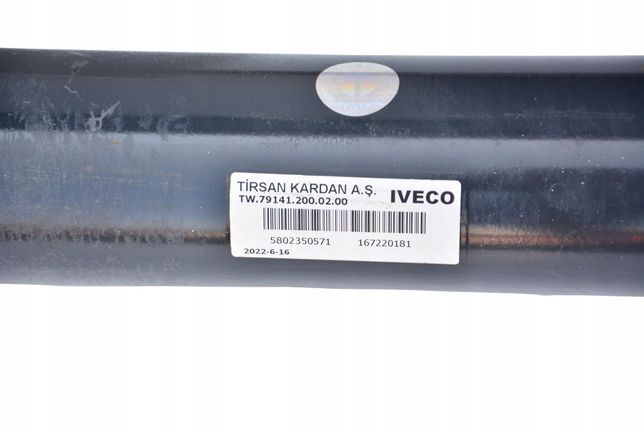 TİRSAN KARDAN A.Ş.
TW.79141.200.02.00 IVECO
5802350571 167220181
2022-6-16